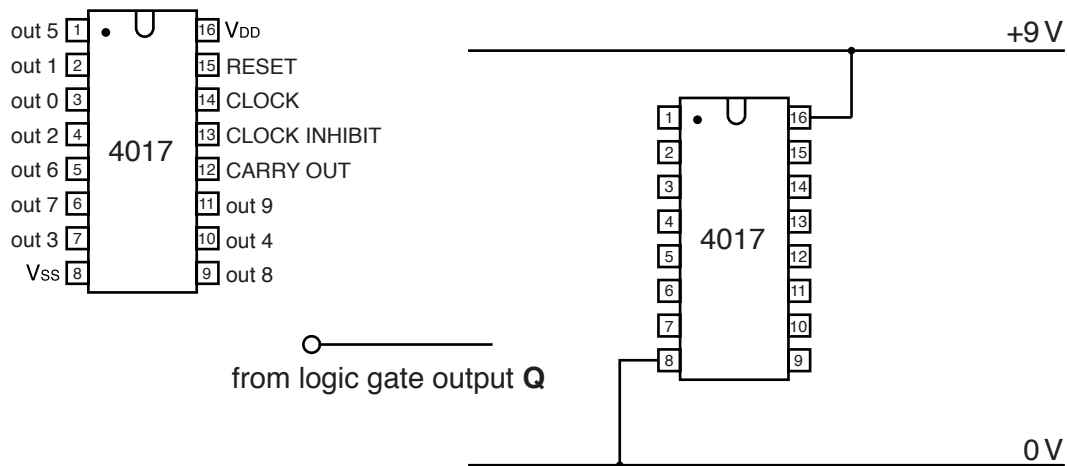 out 5 1 16 VDD
out 1 2 15 RESET
out 0 3 14 CLOCK
out 2 4 13 CLOCK INHIBIT
out 6 5 12 CARRY OUT
out 7 6 11 out 9
out 3 7 10 out 4
VSS 8 9 out 8
4017
from logic gate output Q
+9 V
1 16
2 15
3 14
4 13
5 12
6 11
7 10
8 9
4017
0 V